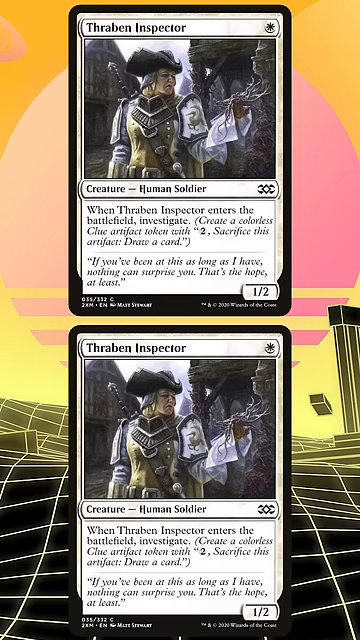 Thraben Inspector
Creature — Human Soldier
When Thraben Inspector enters the
battlefield, investigate. (Create a colorless
Clue artifact token with “2, Sacrifice this
artifact: Draw a card.”)
“If you’ve been at this as long as I have,
nothing can surprise you. That’s the hope,
at least.”
1/2
035/332 C
2XM • EN Matt Stewart
™ & © 2020 Wizards of the Coast
Thraben Inspector
Creature — Human Soldier
When Thraben Inspector enters the
battlefield, investigate. (Create a colorless
Clue artifact token with “2, Sacrifice this
artifact: Draw a card.”)
“If you’ve been at this as long as I have,
nothing can surprise you. That’s the hope,
at least.”
1/2
035/332 C
2XM • EN Matt Stewart
™ & © 2020 Wizards of the Coast